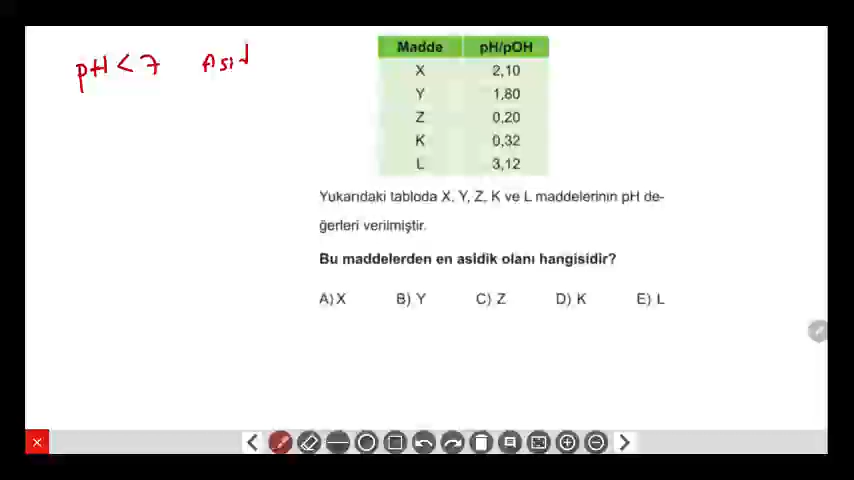 pH < 7 Asit
Madde pH/pOH
X 2,10
Y 1,80
Z 0,20
K 0,32
L 3,12
Yukarıdaki tabloda X, Y, Z, K ve L maddelerinin pH de-
ğerleri verilmiştir.
Bu maddelerden en asidik olanı hangisidir?
A) X B) Y C) Z D) K E) L